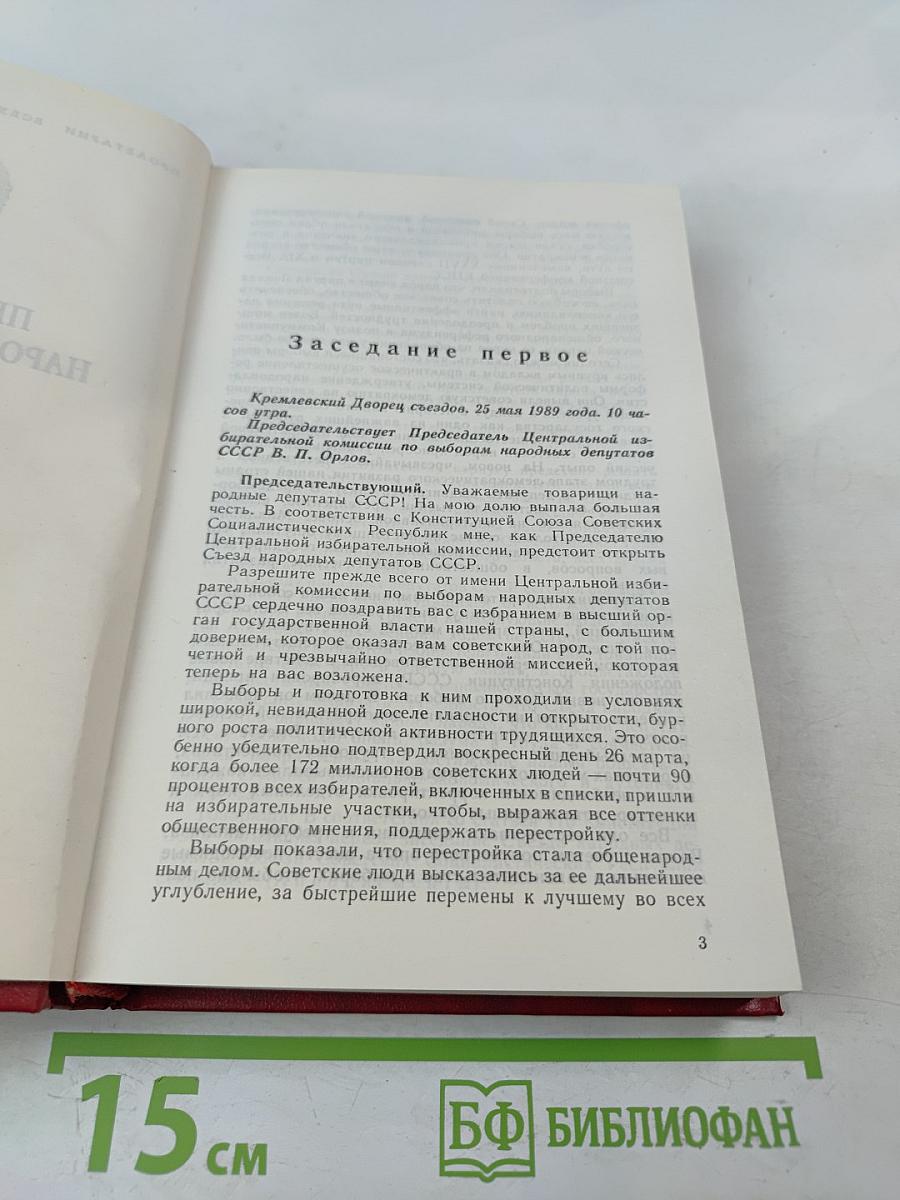 ПРОЛЕТАРИИ ВСЕХ
НАРО
Заседание первое
Кремлевский Дворец съездов. 25 мая 1989 года. 10 ча-
сов утра.
Председательствует Председатель Центральной из-
бирательной комиссии по выборам народных депутатов
СССР В. П. Орлов.
Председательствующий. Уважаемые товарищи на-
родные депутаты СССР! На мою долю выпала большая
честь. В соответствии с Конституцией Союза Советских
Социалистических Республик мне, как Председателю
Центральной избирательной комиссии, предстоит открыть
Съезд народных депутатов СССР.
Разрешите прежде всего от имени Центральной изби-
рательной комиссии по выборам народных депутатов
СССР сердечно поздравить вас с избранием в высший ор-
ган государственной власти нашей страны, с большим
доверием, которое оказал вам советский народ, с той по-
четной и чрезвычайно ответственной миссией, которая
теперь на вас возложена.
Выборы и подготовка к ним проходили в условиях
широкой, невиданной доселе гласности и открытости, бур-
ного роста политической активности трудящихся. Это осо-
бенно убедительно подтвердил воскресный день 26 марта,
когда более 172 миллионов советских людей — почти 90
процентов всех избирателей, включенных в списки, пришли
на избирательные участки, чтобы, выражая все оттенки
общественного мнения, поддержать перестройку.
Выборы показали, что перестройка стала общенарод-
ным делом. Советские люди высказались за ее дальнейшее
углубление, за быстрейшие перемены к лучшему во всех
3
15 см
БФ БИБЛИОФАН